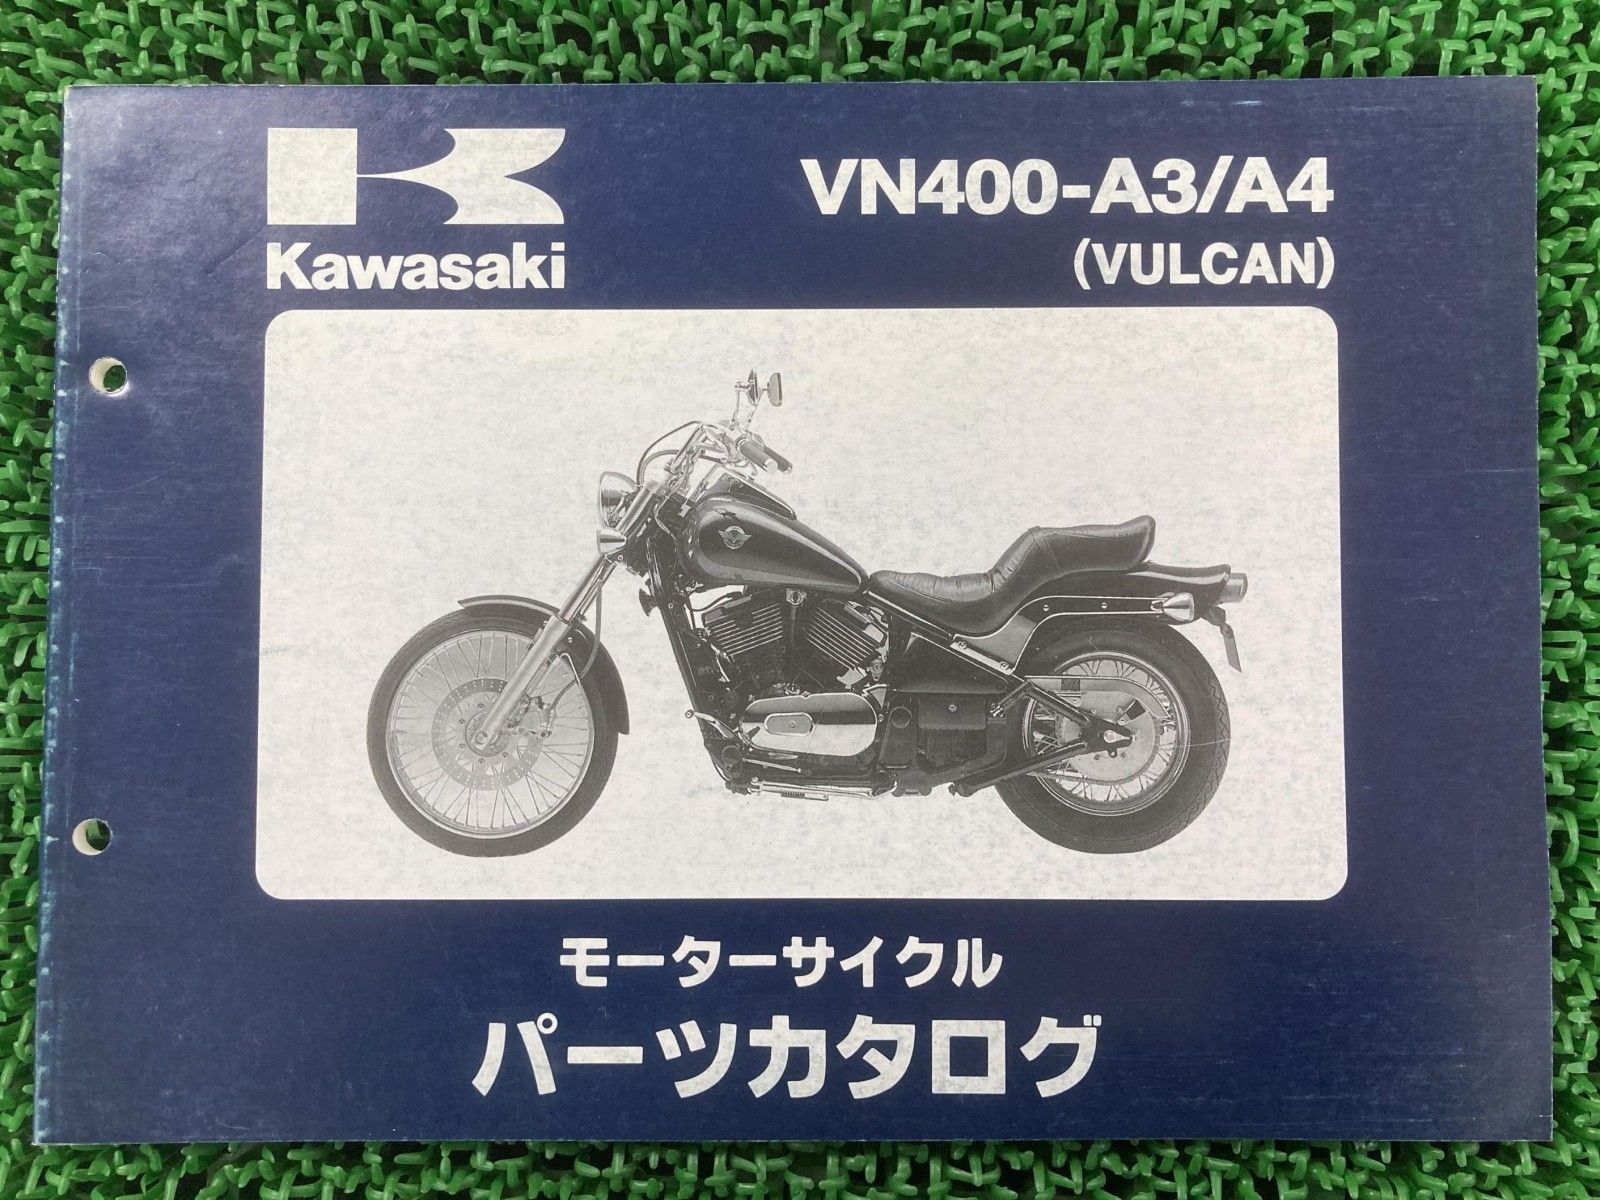 Kawasaki
VN400-A3/A4
(VULCAN)
モーターサイクル
パーツカタログ